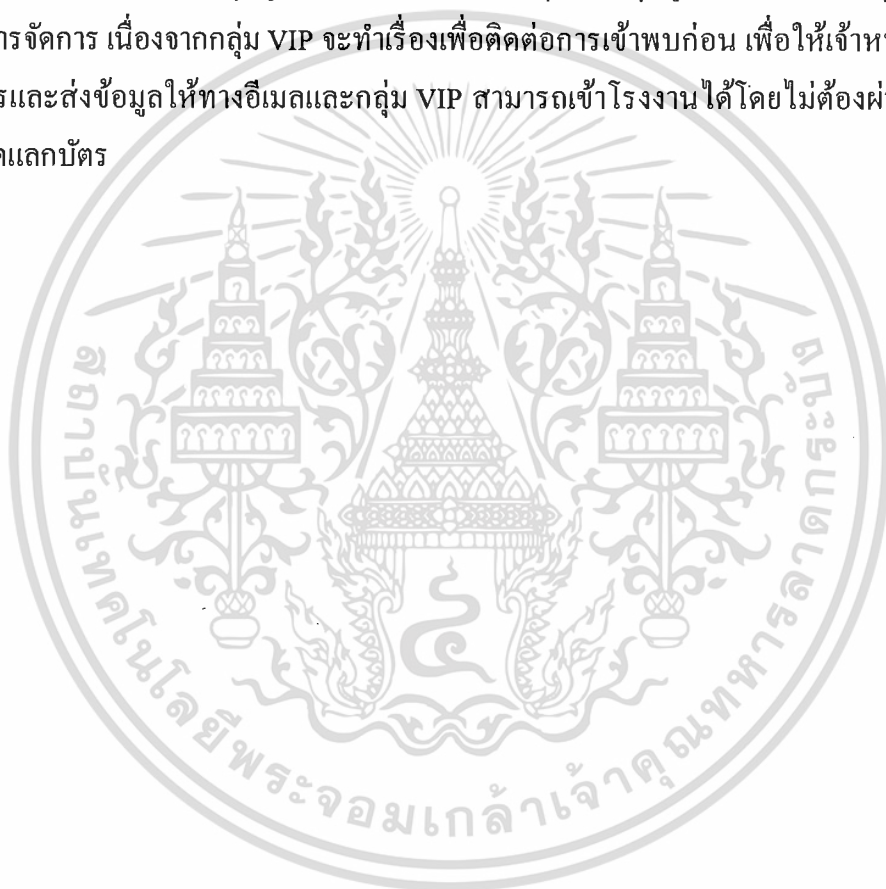 ารจัดการ เนื่องจากกลุ่ม VIP จะทำเรื่องเพื่อติดต่อการเข้าพบก่อน เพื่อให้เจ้าห
รและส่งข้อมูลให้ทางอีเมลและกลุ่ม VIP สามารถเข้าโรงงานได้โดยไม่ต้องผ่
ดแลกบัตร
๔
สถาบันเทคโนโลยีพระจอมเกล้าเจ้าคุณทหารลาดกระบัง